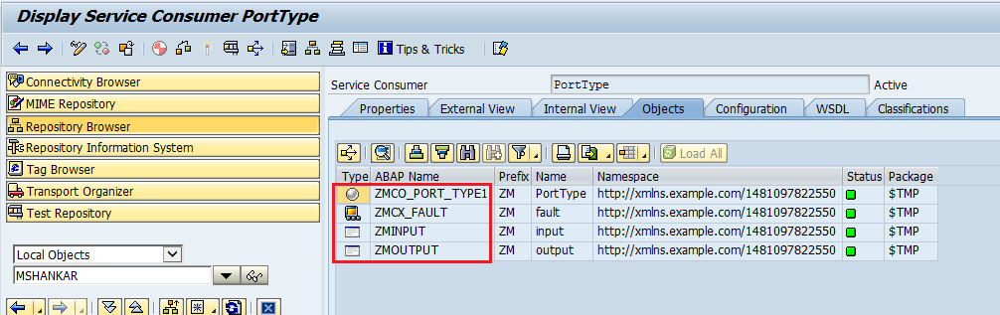 Display Service Consumer PortType
Tips & Tricks
Connectivity Browser
MIME Repository
Repository Browser
Repository Information System
Tag Browser
Transport Organizer
Test Repository
Local Objects
MSHANKAR
Service Consumer PortType Active
Properties External View Internal View Objects Configuration WSDL Classifications
Load All
Type ABAP Name Prefix Name Namespace Status Package
ZMCO_PORT_TYPE1 ZM PortType http://xmlns.example.com/1481097822550 $TMP
ZMCX_FAULT ZM fault http://xmlns.example.com/1481097822550 $TMP
ZMINPUT ZM input http://xmlns.example.com/1481097822550 $TMP
ZMOUTPUT ZM output http://xmlns.example.com/1481097822550 $TMP